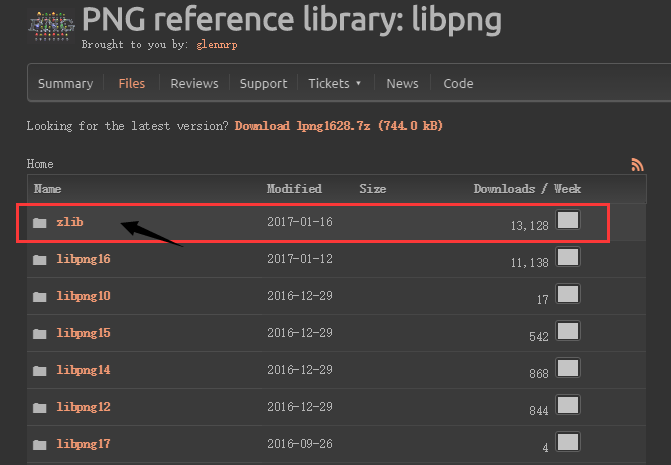 PNG reference library: libpng
Brought to you by: glennrp
Summary Files Reviews Support Tickets ▾ News Code
Looking for the latest version? Download lpng1628.7z (744.0 kB)
Home
Name Modified Size Downloads / Week
zlib 2017-01-16 13,128
libpng16 2017-01-12 11,138
libpng10 2016-12-29 17
libpng15 2016-12-29 542
libpng14 2016-12-29 868
libpng12 2016-12-29 844
libpng17 2016-09-26 4